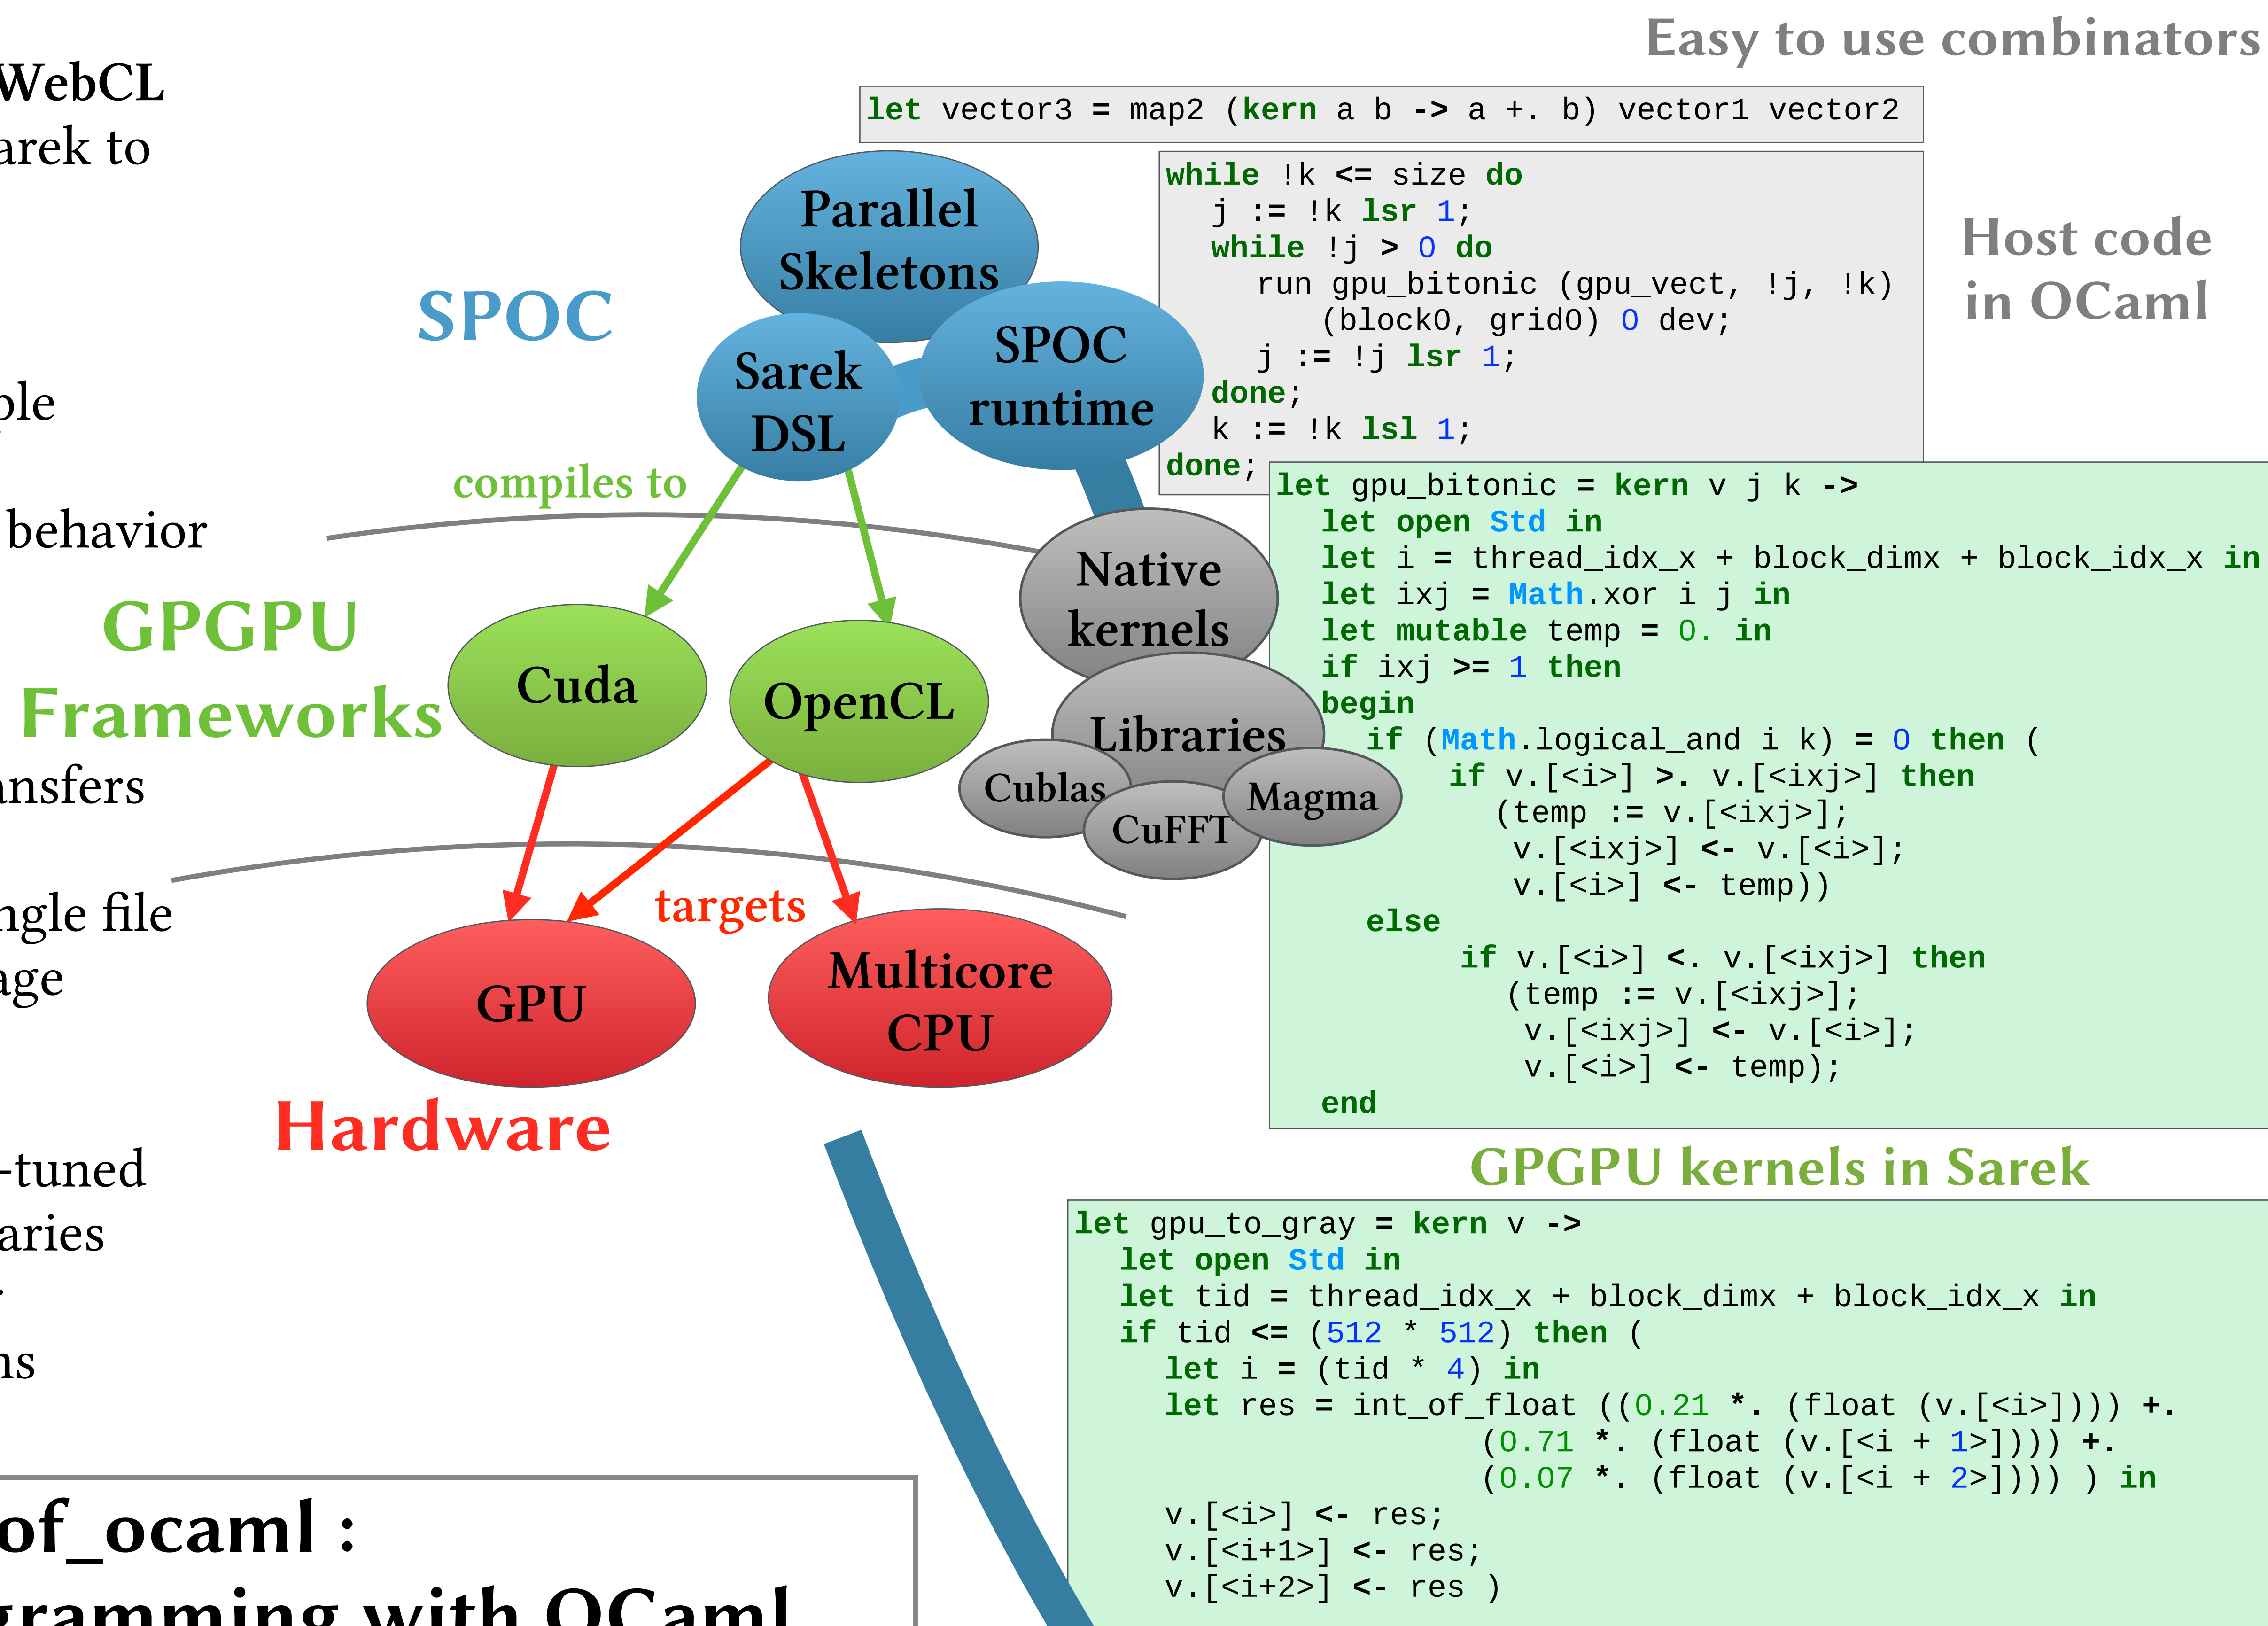 Easy to use combinators
WebCL
arek to
ple
behavior
ansfers
ngle file
age
-tuned
aries
ns
let vector3 = map2 (kern a b -> a +. b) vector1 vector2
while !k <= size do
j := !k lsr 1;
while !j > 0 do
run gpu_bitonic (gpu_vect, !j, !k)
(block0, grid0) 0 dev;
j := !j lsr 1;
done;
k := !k lsl 1;
done;
Host code
in OCaml
SPOC
Parallel
Skeletons
Sarek
DSL
SPOC
runtime
compiles to
GPGPU
Frameworks
Cuda
OpenCL
Native
kernels
Libraries
Cublas
CuFFT
Magma
targets
GPU
Multicore
CPU
Hardware
let gpu_bitonic = kern v j k ->
let open Std in
let i = thread_idx_x + block_dimx + block_idx_x in
let ixj = Math.xor i j in
let mutable temp = 0. in
if ixj >= 1 then
begin
if (Math.logical_and i k) = 0 then (
if v.[<i>] >. v.[<ixj>] then
(temp := v.[<ixj>];
v.[<ixj>] <- v.[<i>];
v.[<i>] <- temp))
else
if v.[<i>] <. v.[<ixj>] then
(temp := v.[<ixj>];
v.[<ixj>] <- v.[<i>];
v.[<i>] <- temp);
end
GPGPU kernels in Sarek
let gpu_to_gray = kern v ->
let open Std in
let tid = thread_idx_x + block_dimx + block_idx_x in
if tid <= (512 * 512) then (
let i = (tid * 4) in
let res = int_of_float ((0.21 *. (float (v.[<i>]))) +.
(0.71 *. (float (v.[<i + 1>]))) +.
(0.07 *. (float (v.[<i + 2>]))) ) in
v.[<i>] <- res;
v.[<i+1>] <- res;
v.[<i+2>] <- res )
of_ocaml :
gramming with OCaml